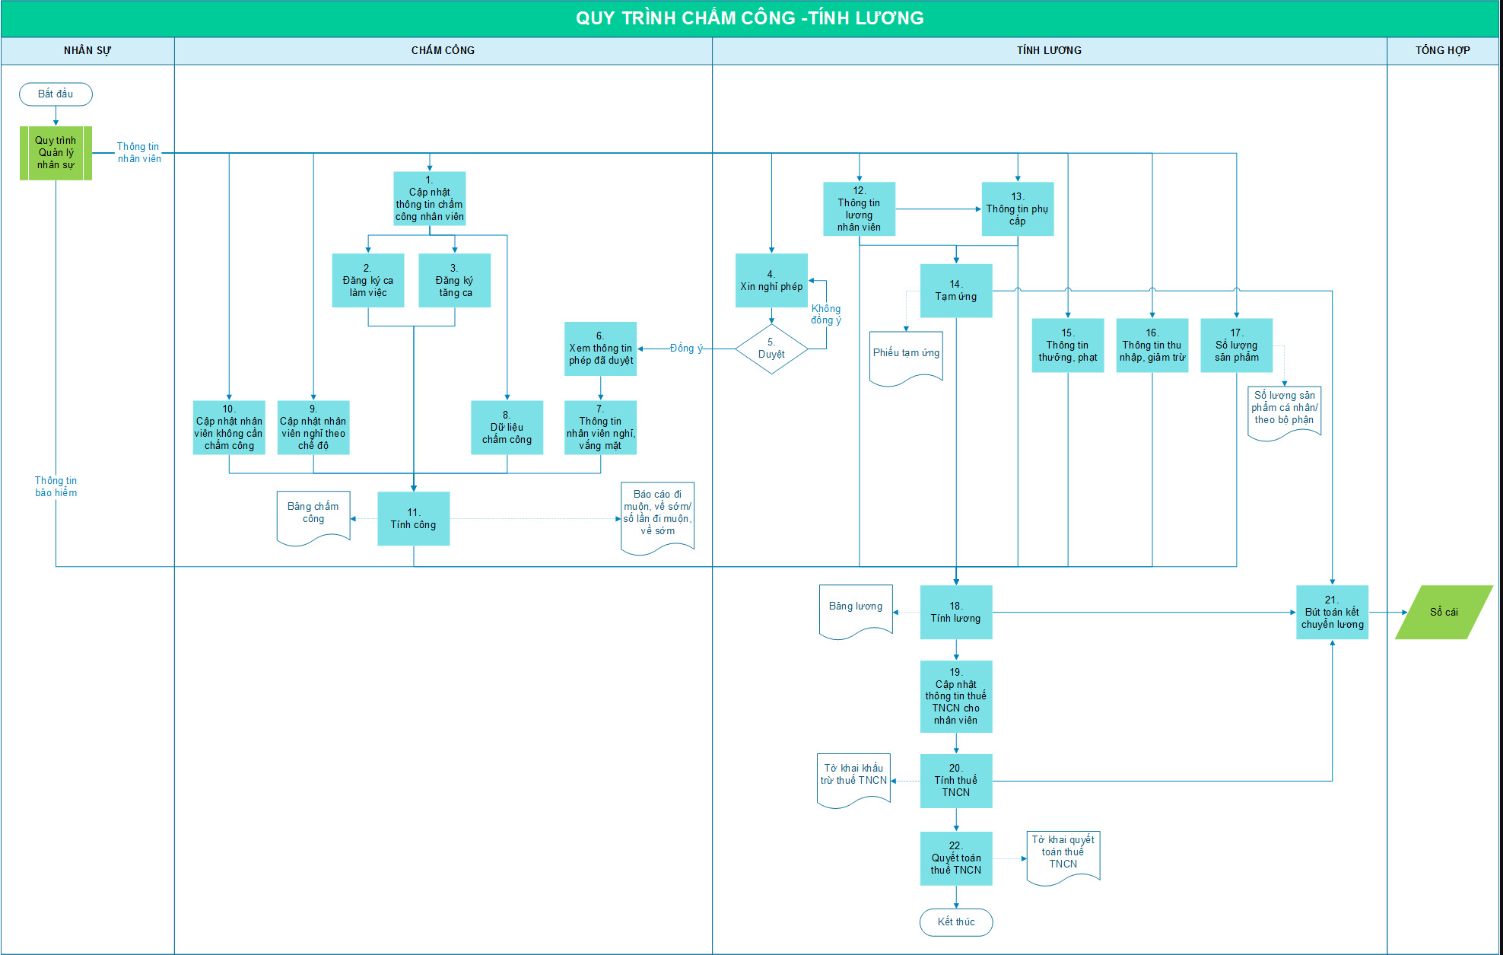 QUY TRÌNH CHẤM CÔNG -TÍNH LƯƠNG
NHÂN SỰ
CHẤM CÔNG
TÍNH LƯƠNG
TỔNG HỢP
Bắt đầu
Quy trình
Quản lý
nhân sự
Thông tin
nhân viên
1.
Cập nhật
thông tin chấm
công nhân viên
12.
Thông tin
lương
nhân viên
13.
Thông tin phụ
cấp
2.
Đăng ký ca
làm việc
3.
Đăng ký
tăng ca
4.
Xin nghỉ phép
14.
Tạm ứng
Không
đồng ý
6.
Xem thông tin
phép đã duyệt
Đồng ý
5.
Duyệt
Phiếu tạm ứng
15.
Thông tin
thưởng, phạt
16.
Thông tin thu
nhập, giảm trừ
17.
Số lượng
sản phẩm
Số lượng sản
phẩm cá nhân/
theo bộ phận
10.
Cập nhật nhân
viên không cần
chấm công
9.
Cập nhật nhân
viên nghỉ theo
chế độ
8.
Dữ liệu
chấm công
7.
Thông tin
nhân viên nghỉ,
vắng mặt
Thông tin
bảo hiểm
Bảng chấm
công
11.
Tính công
Báo cáo đi
muộn, về sớm/
số lần đi muộn,
về sớm
Bảng lương
18.
Tính lương
21.
Bút toán kết
chuyển lương
Sổ cái
19.
Cập nhật
thông tin thuế
TNCN cho
nhân viên
Tờ khai khấu
trừ thuế TNCN
20.
Tính thuế
TNCN
22.
Quyết toán
thuế TNCN
Tờ khai quyết
toán thuế
TNCN
Kết thúc